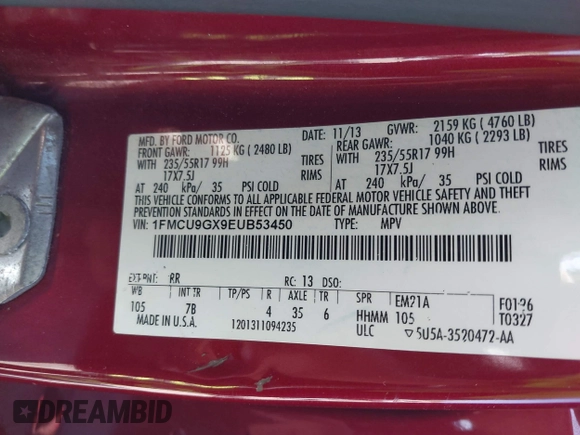 MFD. BY FORD MOTOR CO. 11/13 GVWR: 2159 KG ( 4760 LB)
FRONT GAWR: 1125 KG ( 2480 LB) REAR GAWR: 1040 KG ( 2293 LB)
WITH 235/55R17 99H TIRES WITH 235/55R17 99H TIRES
17X7.5J RIMS 17X7.5J RIMS
AT 240 kPa/ 35 PSI COLD AT 240 kPa/ 35 PSI COLD
THIS VEHICLE CONFORMS TO ALL APPLICABLE FEDERAL MOTOR VEHICLE SAFETY AND THEFT
PREVENTION STANDARDS IN EFFECT ON THE DATE OF MANUFACTURE SHOWN ABOVE.
VIN: 1FMCU9GX9EUB53450 TYPE: MPV
EXT PNT: RR RC: 13 DSO: F0126
WB INT TR TP/PS R AXLE TR SPR EM21A T0327
105 7B 4 35 6 HHMM 105
MADE IN U.S.A. 1201311094235 ULC 5U5A-3520472-AA
DREAMBID